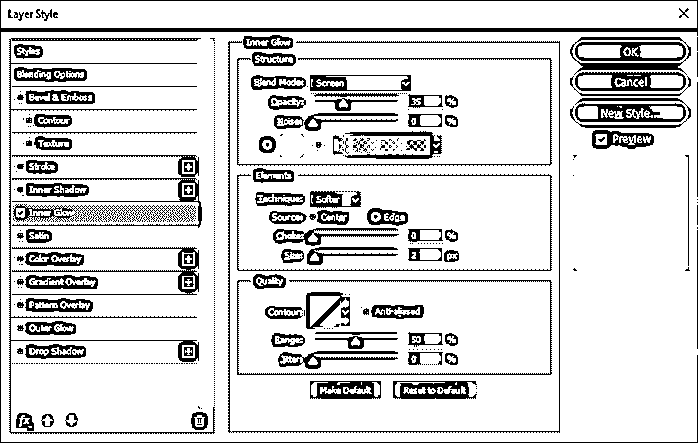 Layer Style
Styles
Blending Options
Bevel & Emboss
Contour
Texture
Stroke
Inner Shadow
Inner Glow
Satin
Color Overlay
Gradient Overlay
Pattern Overlay
Outer Glow
Drop Shadow
fx
Inner Glow
Structure
Blend Mode: Screen
Opacity: 35 %
Noise: 0 %
Elements
Technique: Softer
Source: Center Edge
Choke: 0 %
Size: 2 px
Quality
Contour: Anti-aliased
Range: 50 %
Jitter: 0 %
Make Default Reset to Default
OK
Cancel
New Style...
Preview